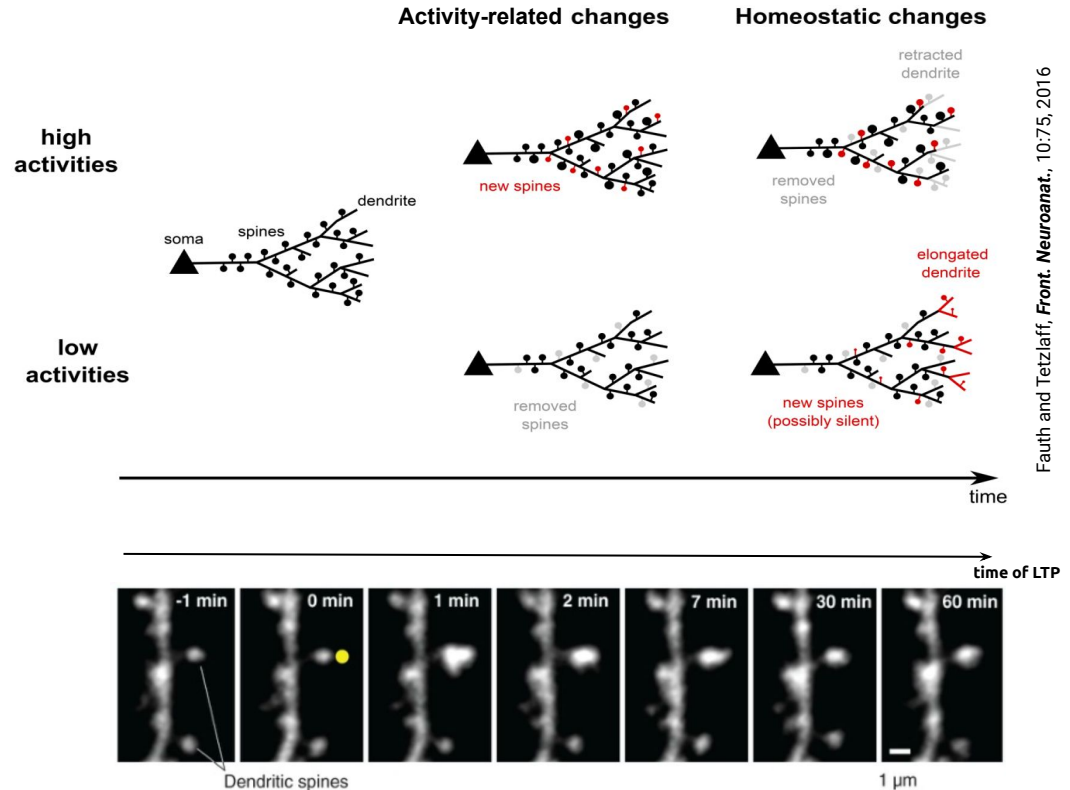 Activity-related changes
Homeostatic changes
retracted
dendrite
high
activities
new spines
removed
spines
dendrite
spines
soma
elongated
dendrite
low
activities
removed
spines
new spines
(possibly silent)
time
Fauth and Tetzlaff, Front. Neuroanat., 10:75, 2016
time of LTP
-1 min
0 min
1 min
2 min
7 min
30 min
60 min
Dendritic spines
1 µm